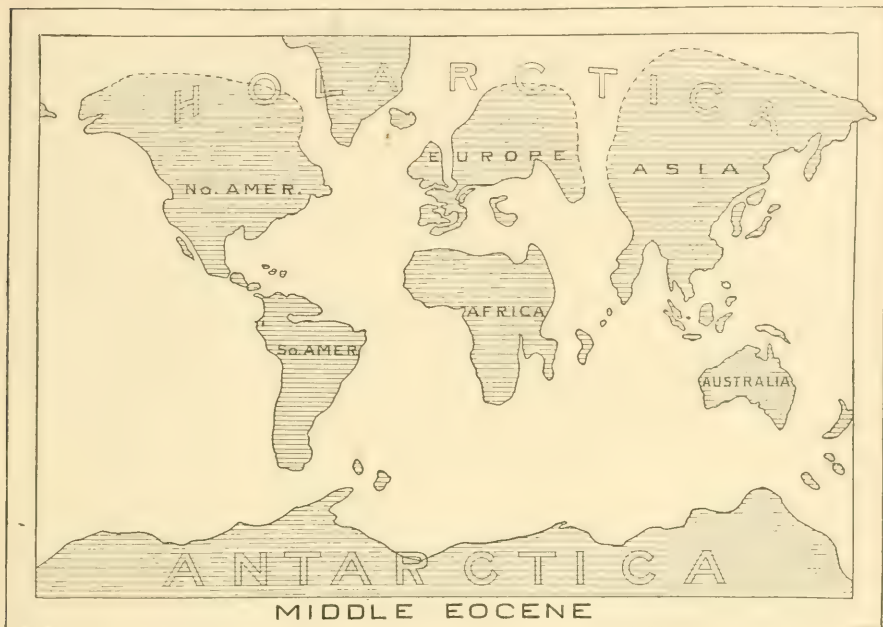 HOLARCTICA
EUROPE
ASIA
No. AMER.
AFRICA
So. AMER.
AUSTRALIA
ANTARCTICA
MIDDLE EOCENE